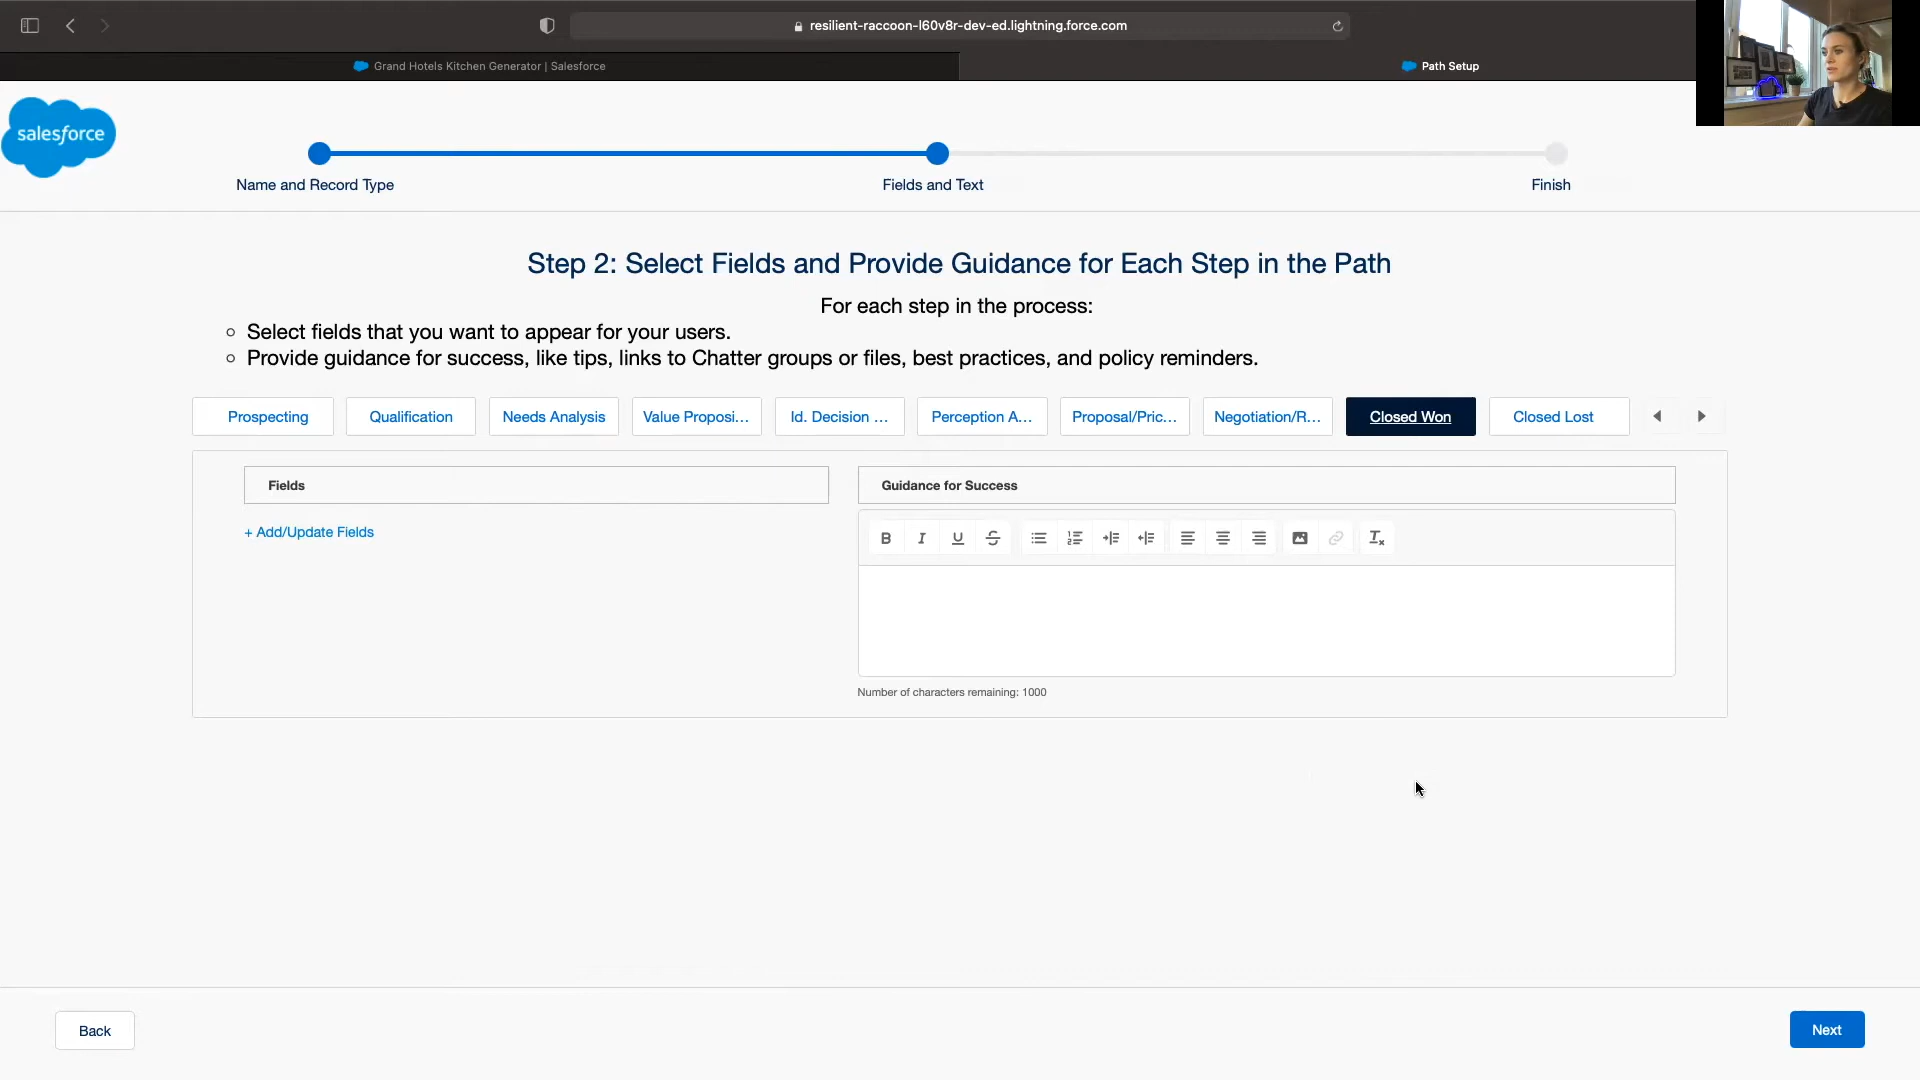 resilient-raccoon-l60v8r-dev-ed.lightning.force.com
Grand Hotels Kitchen Generator | Salesforce
Path Setup
salesforce
Name and Record Type
Fields and Text
Finish
Step 2: Select Fields and Provide Guidance for Each Step in the Path
For each step in the process:
Select fields that you want to appear for your users.
Provide guidance for success, like tips, links to Chatter groups or files, best practices, and policy reminders.
Prospecting
Qualification
Needs Analysis
Value Proposi...
Id. Decision ...
Perception A...
Proposal/Pric...
Negotiation/R...
Closed Won
Closed Lost
Fields
Guidance for Success
+ Add/Update Fields
Number of characters remaining: 1000
Back
Next